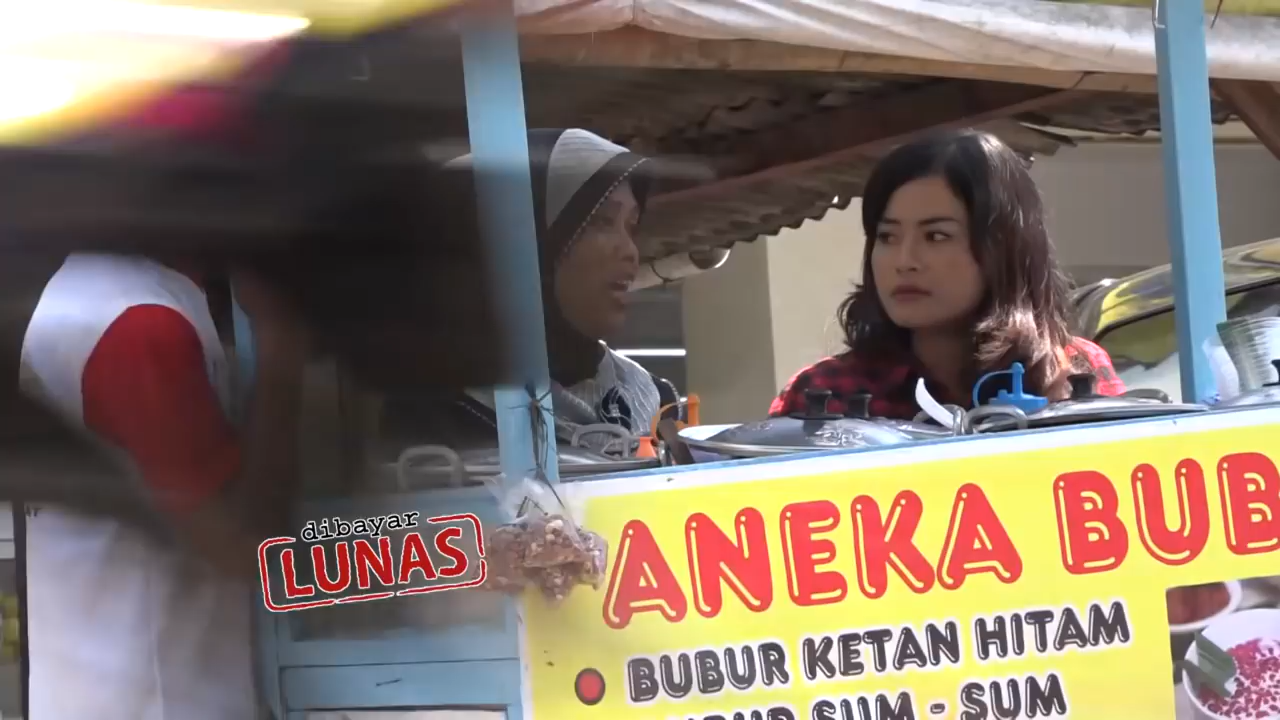 dibayar
LUNAS
ANEKA BUB
BUBUR KETAN HITAM
SUM - SUM